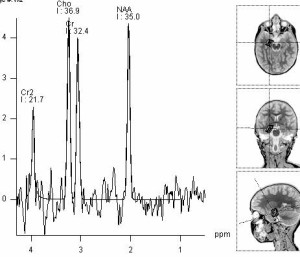 Cho
I : 36.9
Cr
I : 32.4
NAA
I : 35.0
Cr2
I : 21.7
4
3
2
1
0
4
3
2
1
ppm